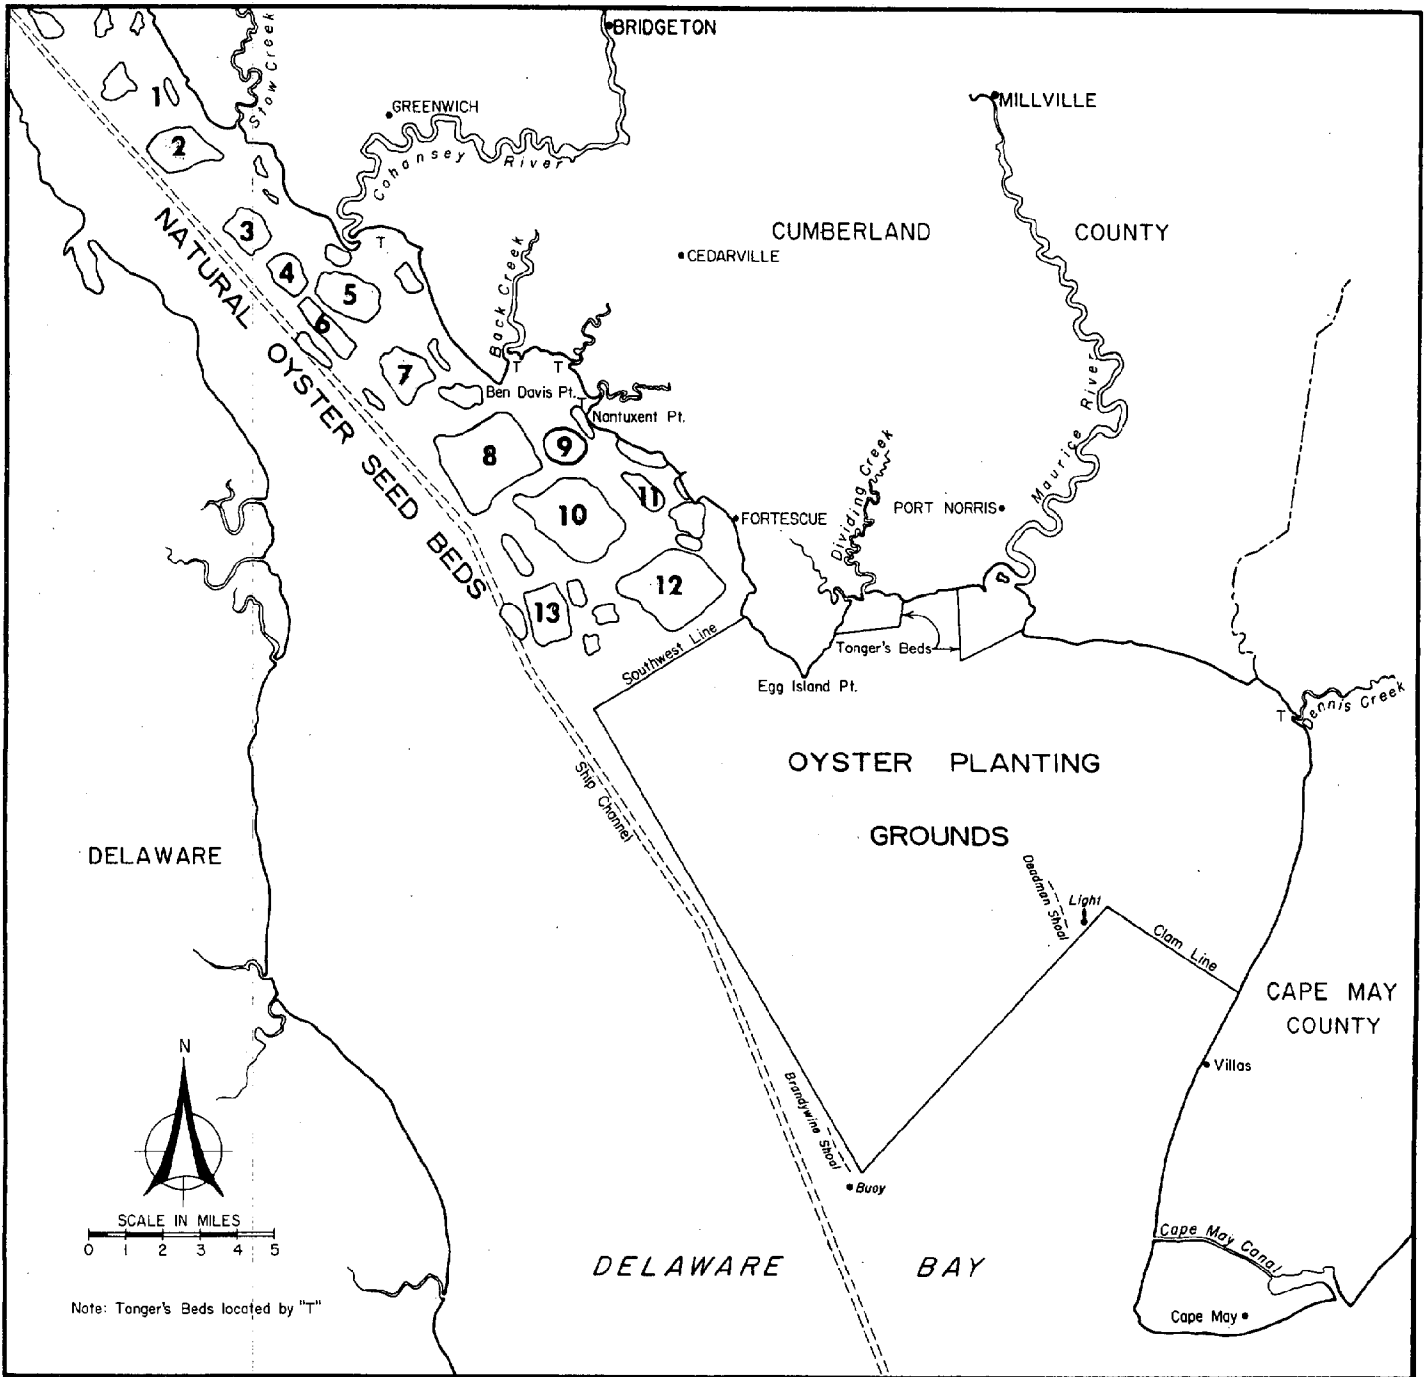 BRIDGETON
Stow Creek
MILLVILLE
GREENWICH
1
2
Cohansey River
3
T
CUMBERLAND COUNTY
CEDARVILLE
Back Creek
4
5
6
NATURAL OYSTER SEED BEDS
7
T
T
Ben Davis Pt.
T
Nantuxent Pt.
Maurice River
8
9
11
10
Dividing Creek
PORT NORRIS
FORTESCUE
12
13
Southwest Line
Tonger's Beds
Egg Island Pt.
Dennis Creek
T
OYSTER PLANTING
GROUNDS
Ship Channel
DELAWARE
Deadman Shoal
Light
Clam Line
CAPE MAY
COUNTY
Villas
Brandywine Shoal
Buoy
N
SCALE IN MILES
0 1 2 3 4 5
Note: Tonger's Beds located by "T"
DELAWARE BAY
Cape May Canal
Cape May